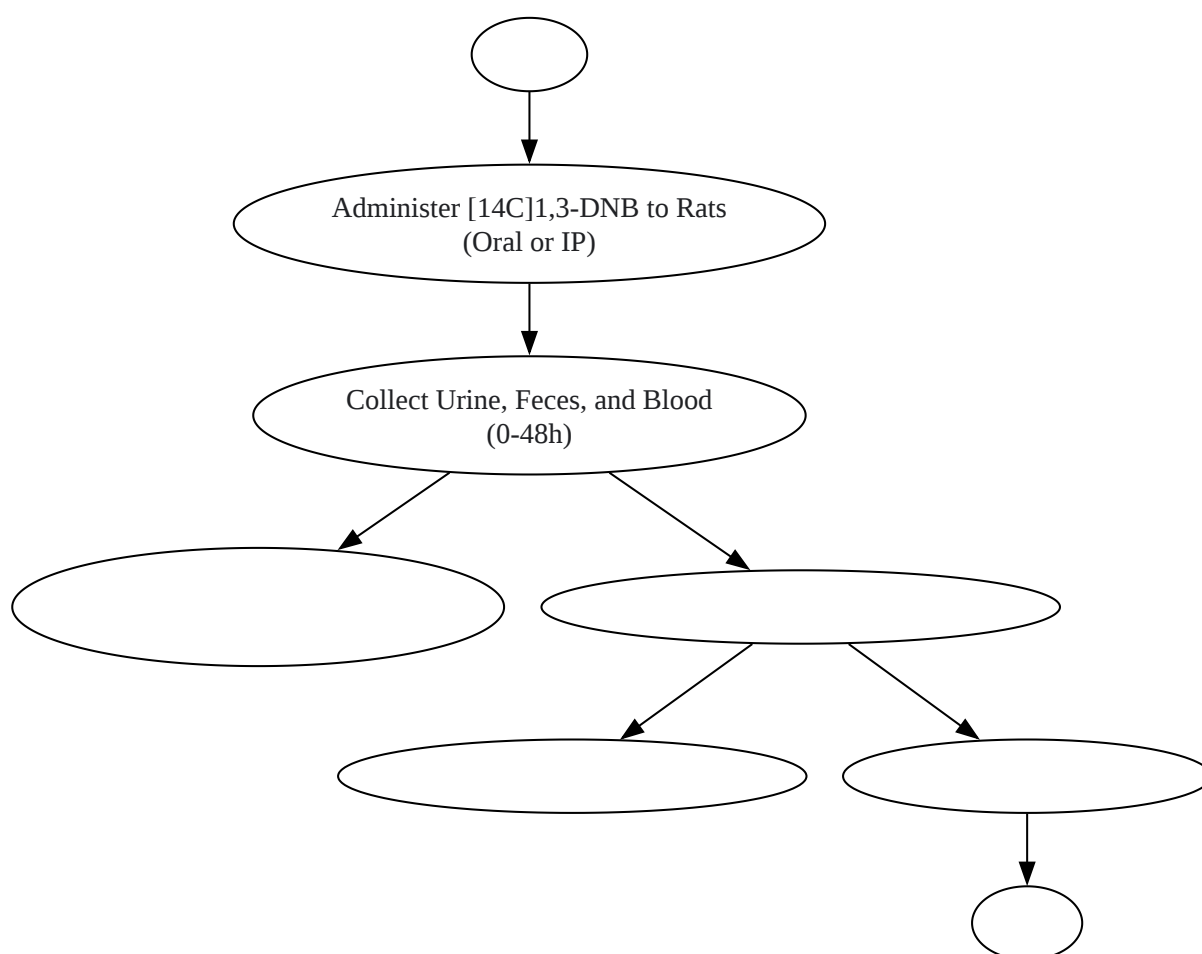 Administer [14C]1,3-DNB to Rats
(Oral or IP)
Collect Urine, Feces, and Blood
(0-48h)